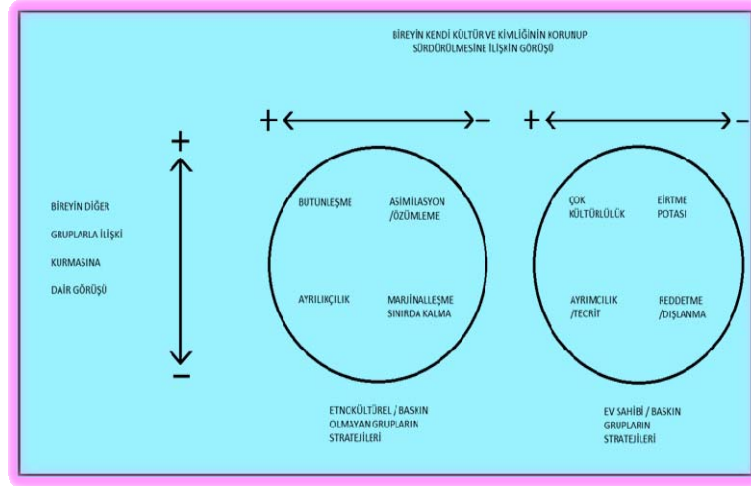 BİREYİN KENDİ KÜLTÜR VE KİMLİĞİNİN KORUNUP
SÜRDÜRÜLMESİNE İLİŞKİN GÖRÜŞÜ
+ -
+ -
+
BİREYİN DİĞER
GRUPLARLA İLİŞKİ
KURMASINA
DAİR GÖRÜŞÜ
-
BÜTÜNLEŞME
ASİMİLASYON
/ÖZÜMLEME
AYRILIKÇILIK
MARJİNALLEŞME
SINIRDA KALMA
ÇOK
KÜLTÜRLÜLÜK
EİRTME
POTASI
AYRIMCILIK
/TECRİT
REDDETME
/DIŞLANMA
ETNOKÜLTÜREL / BASKIN
OLMAYAN GRUPLARIN
STRATEJİLERİ
EV SAHİBİ / BASKIN
GRUPLARIN
STRATEJİLERİ